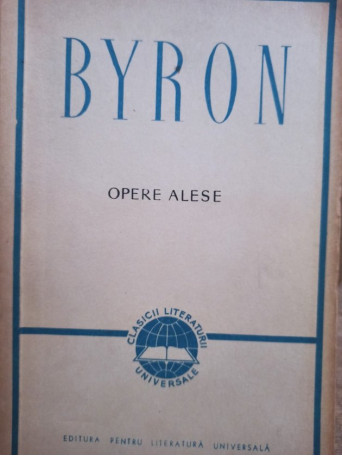 BYRON
OPERE ALESE
CLASICII LITERATURII
UNIVERSALE
EDITURA PENTRU LITERATURĂ UNIVERSALĂ